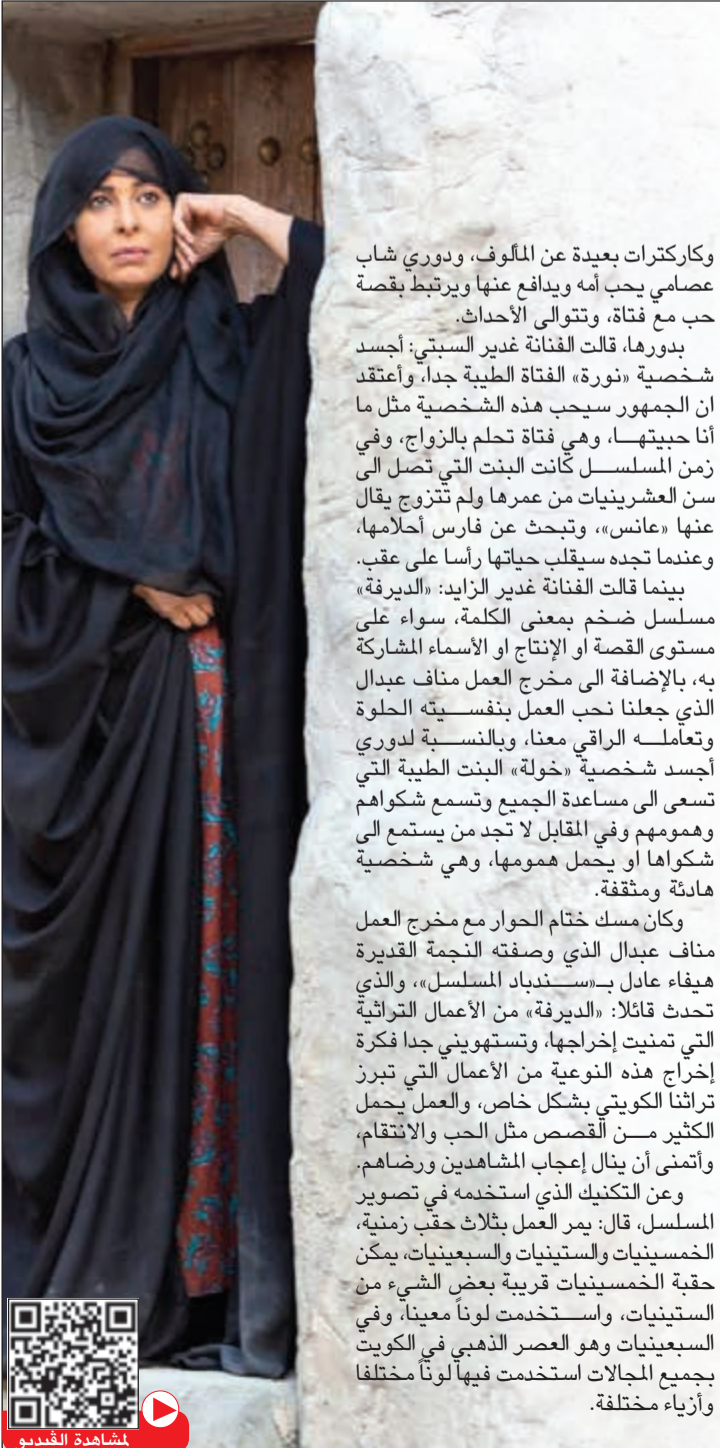 وكاركترات بعيدة عن المألوف، ودوري شاب
عصامي يحب أمه ويدافع عنها ويرتبط بقصة
حب مع فتاة، وتتوالى الأحداث.
بدورها، قالت الفنانة غدير السبتي: أجسد
شخصية «نورة» الفتاة الطيبة جدا، وأعتقد
ان الجمهور سيحب هذه الشخصية مثل ما
أنا حبيتهـــا، وهي فتاة تحلم بالزواج، وفي
زمن المسلســـل كانت البنت التي تصل الى
سن العشرينيات من عمرها ولم تتزوج يقال
عنها «عانس»، وتبحث عن فارس أحلامها،
وعندما تجده سيقلب حياتها رأسا على عقب.
بينما قالت الفنانة غدير الزايد: «الديرفة»
مسلسل ضخم بمعنى الكلمة، سواء على
مستوى القصة او الإنتاج او الأسماء المشاركة
به، بالإضافة الى مخرج العمل مناف عبدال
الذي جعلنا نحب العمل بنفســـيته الحلوة
وتعاملـــه الراقي معنا، وبالنســـبة لدوري
أجسد شخصية «خولة» البنت الطيبة التي
تسعى الى مساعدة الجميع وتسمع شكواهم
وهمومهم وفي المقابل لا تجد من يستمع الى
شكواها او يحمل همومها، وهي شخصية
هادئة ومثقفة.
وكان مسك ختام الحوار مع مخرج العمل
مناف عبدال الذي وصفته النجمة القديرة
هيفاء عادل بـ«ســـندباد المسلسل»، والذي
تحدث قائلا: «الديرفة» من الأعمال التراثية
التي تمنيت إخراجها، وتستهويني جدا فكرة
إخراج هذه النوعية من الأعمال التي تبرز
تراثنا الكويتي بشكل خاص، والعمل يحمل
الكثير مـــن القصص مثل الحب والانتقام،
وأتمنى أن ينال إعجاب المشاهدين ورضاهم.
وعن التكنيك الذي استخدمه في تصوير
المسلسل، قال: يمر العمل بثلاث حقب زمنية،
الخمسينيات والستينيات والسبعينيات، يمكن
حقبة الخمسينيات قريبة بعض الشيء من
الستينيات، واســـتخدمت لوناً معينا، وفي
السبعينيات وهو العصر الذهبي في الكويت
بجميع المجالات استخدمت فيها لوناً مختلفا
وأزياء مختلفة.
لمشاهدة الڤيديو